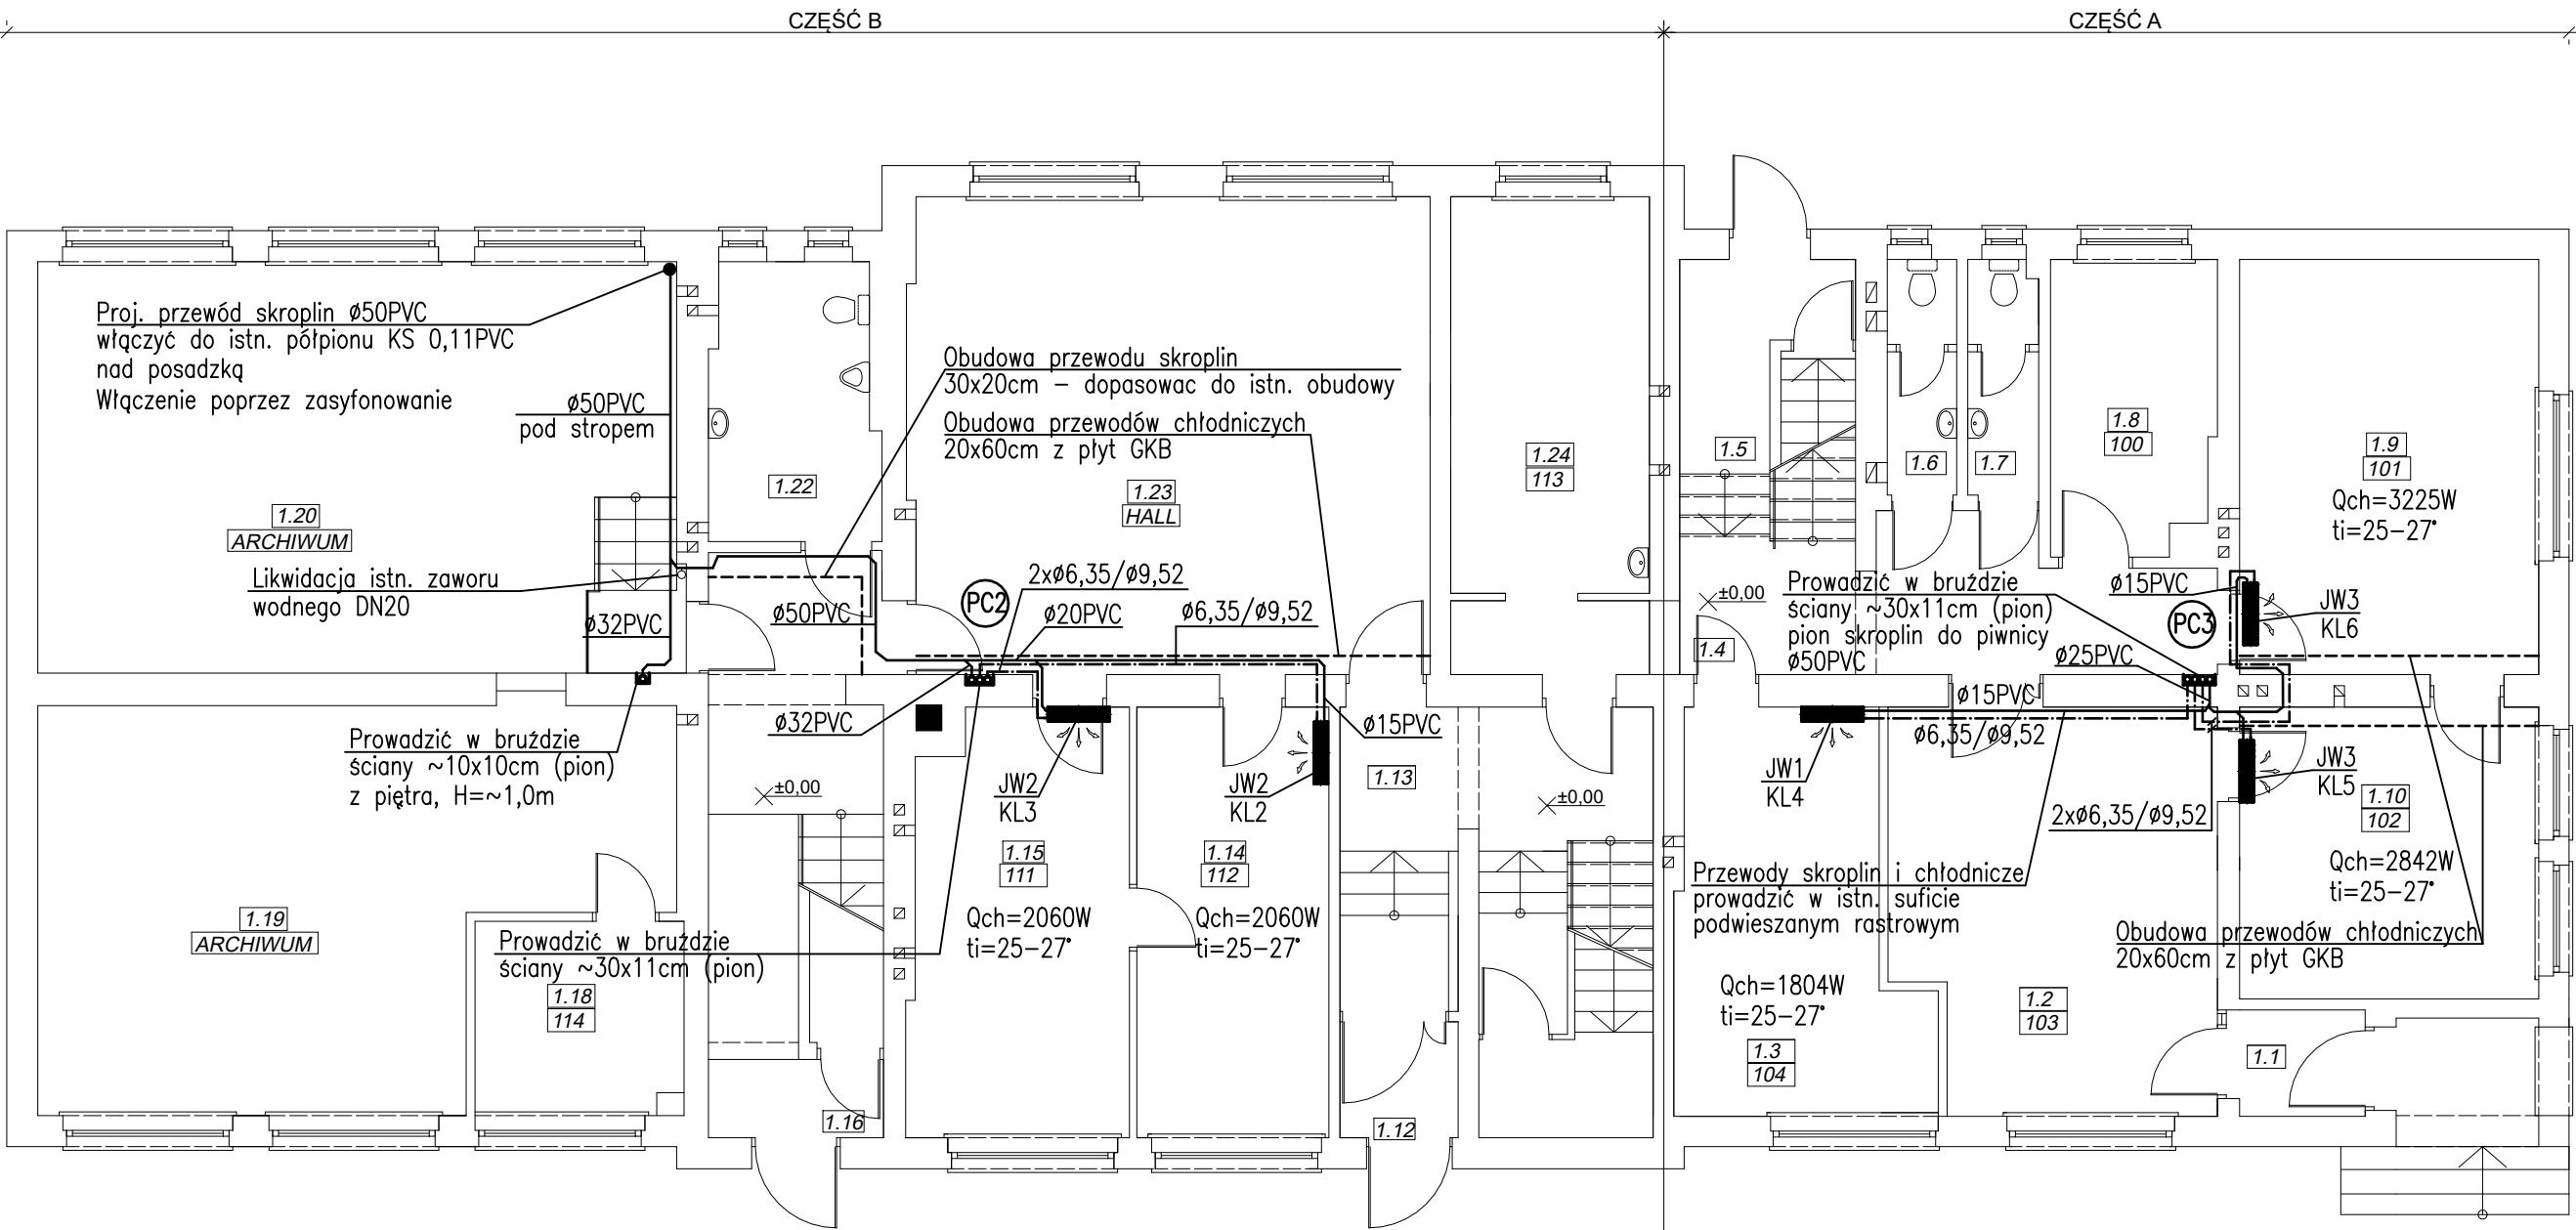 CZĘŚĆ B
CZĘŚĆ A
Proj. przewód skroplin ø50PVC
włączyć do istn. półpionu KS 0,11PVC
nad posadzką
Włączenie poprzez zasyfonowanie
ø50PVC
pod stropem
1.20
ARCHIWUM
Likwidacja istn. zaworu
wodnego DN20
ø32PVC
1.22
ø50PVC
Obudowa przewodu skroplin
30x20cm – dopasowac do istn. obudowy
Obudowa przewodów chłodniczych
20x60cm z płyt GKB
1.23
HALL
PC2
2xø6,35/ø9,52
ø20PVC
ø6,35/ø9,52
1.24
113
1.5
1.6
1.7
1.8
100
1.9
101
Qch=3225W
ti=25–27°
±0,00
1.4
Prowadzić w bruździe
ściany ~30x11cm (pion)
pion skroplin do piwnicy
ø50PVC
ø15PVC
PC3
JW3
KL6
ø25PVC
ø15PVC
ø6,35/ø9,52
Prowadzić w bruździe
ściany ~10x10cm (pion)
z piętra, H=~1,0m
ø32PVC
±0,00
JW2
KL3
JW2
KL2
ø15PVC
1.13
±0,00
JW1
KL4
2xø6,35/ø9,52
JW3
KL5
1.10
102
Qch=2842W
ti=25–27°
1.15
111
Qch=2060W
ti=25–27°
1.14
112
Qch=2060W
ti=25–27°
Przewody skroplin i chłodnicze
prowadzić w istn. suficie
podwieszanym rastrowym
Obudowa przewodów chłodniczych
20x60cm z płyt GKB
1.19
ARCHIWUM
Prowadzić w bruździe
ściany ~30x11cm (pion)
1.18
114
Qch=1804W
ti=25–27°
1.3
104
1.2
103
1.1
1.16
1.12